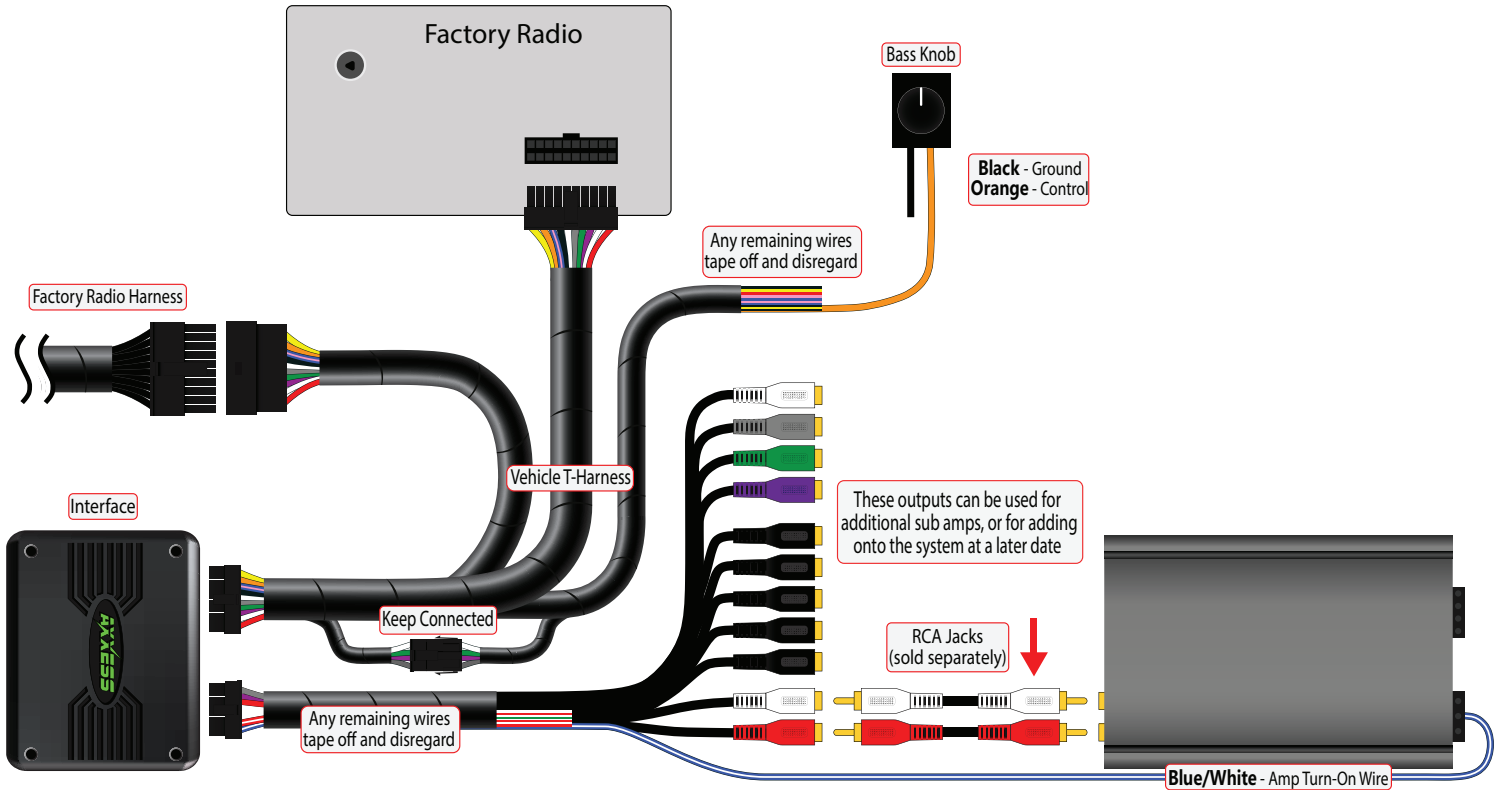 Factory Radio
Bass Knob
Black - Ground
Orange - Control
Any remaining wires
tape off and disregard
Factory Radio Harness
Vehicle T-Harness
Interface
These outputs can be used for
additional sub amps, or for adding
onto the system at a later date
Keep Connected
RCA Jacks
(sold separately)
AXXESS
Any remaining wires
tape off and disregard
Blue/White - Amp Turn-On Wire